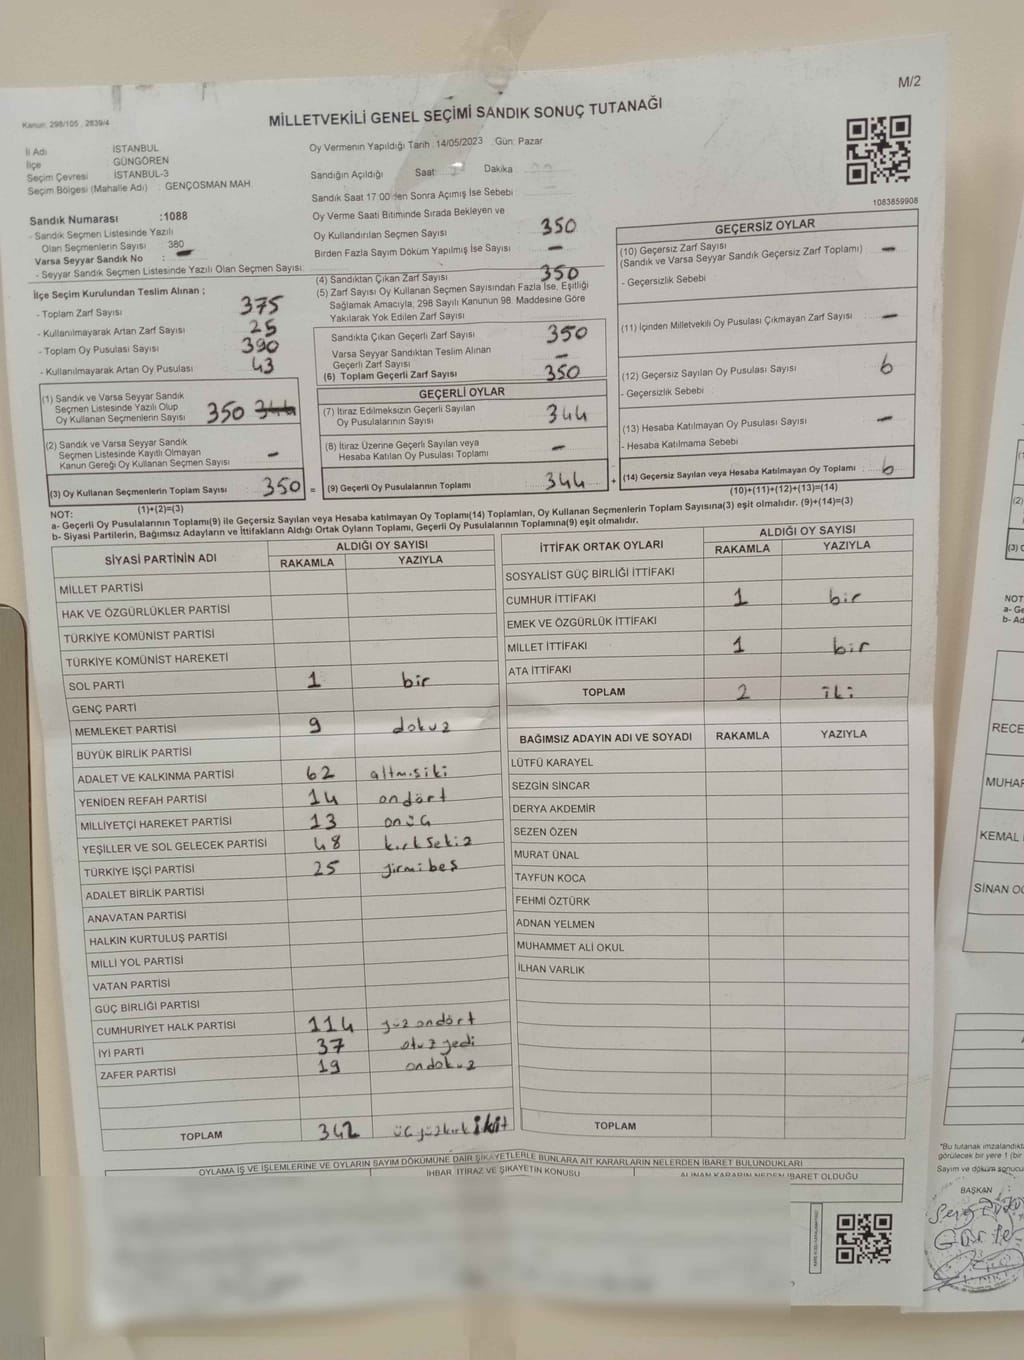 M/2
Kanun: 298/105, 2839/4
MİLLETVEKİLİ GENEL SEÇİMİ SANDIK SONUÇ TUTANAĞI
İl Adı : İSTANBUL
İlçe : GÜNGÖREN
Seçim Çevresi : İSTANBUL-3
Seçim Bölgesi (Mahalle Adı) : GENÇOSMAN MAH.
Sandık Numarası :1088
- Sandık Seçmen Listesinde Yazılı
Olan Seçmenlerin Sayısı : 380
Varsa Seyyar Sandık No : -
- Seyyar Sandık Seçmen Listesinde Yazılı Olan Seçmen Sayısı:
İlçe Seçim Kurulundan Teslim Alınan ;
- Toplam Zarf Sayısı 375
- Kullanılmayarak Artan Zarf Sayısı 25
- Toplam Oy Pusulası Sayısı 390
- Kullanılmayarak Artan Oy Pusulası 43
(1) Sandık ve Varsa Seyyar Sandık
Seçmen Listesinde Yazılı Olup
Oy Kullanan Seçmenlerin Sayısı 350 344
(2) Sandık ve Varsa Seyyar Sandık
Seçmen Listesinde Kayıtlı Olmayan
Kanun Gereği Oy Kullanan Seçmen Sayısı -
(3) Oy Kullanan Seçmenlerin Toplam Sayısı 350 =
(1)+(2)=(3)
Oy Vermenin Yapıldığı Tarih : 14/05/2023 Gün: Pazar
Sandığın Açıldığı Saat: Dakika
Sandık Saat 17:00'den Sonra Açımış İse Sebebi
Oy Verme Saati Bitiminde Sırada Bekleyen ve
Oy Kullandırılan Seçmen Sayısı 350
Birden Fazla Sayım Döküm Yapılmış İse Sayısı -
(4) Sandıktan Çıkan Zarf Sayısı 350
(5) Zarf Sayısı Oy Kullanan Seçmen Sayısından Fazla İse, Eşitliği
Sağlamak Amacıyla, 298 Sayılı Kanunun 98. Maddesine Göre
Yakılarak Yok Edilen Zarf Sayısı
Sandıkta Çıkan Geçerli Zarf Sayısı 350
Varsa Seyyar Sandıktan Teslim Alınan
Geçerli Zarf Sayısı -
(6) Toplam Geçerli Zarf Sayısı 350
GEÇERLİ OYLAR
(7) İtiraz Edilmeksizin Geçerli Sayılan
Oy Pusulalarının Sayısı 344
(8) İtiraz Üzerine Geçerli Sayılan veya
Hesaba Katılan Oy Pusulası Toplamı -
(9) Geçerli Oy Pusulalarının Toplamı 344 +
1083859908
GEÇERSİZ OYLAR
(10) Geçersiz Zarf Sayısı
(Sandık ve Varsa Seyyar Sandık Geçersiz Zarf Toplamı) -
- Geçersizlik Sebebi :
(11) İçinden Milletvekili Oy Pusulası Çıkmayan Zarf Sayısı -
(12) Geçersiz Sayılan Oy Pusulası Sayısı 6
- Geçersizlik Sebebi :
(13) Hesaba Katılmayan Oy Pusulası Sayısı -
- Hesaba Katılmama Sebebi
(14) Geçersiz Sayılan veya Hesaba Katılmayan Oy Toplamı 6
(10)+(11)+(12)+(13)=(14)
NOT:
a- Geçerli Oy Pusulalarının Toplamı(9) ile Geçersiz Sayılan veya Hesaba katılmayan Oy Toplamı(14) Toplamları, Oy Kullanan Seçmenlerin Toplam Sayısına(3) eşit olmalıdır. (9)+(14)=(3)
b- Siyasi Partilerin, Bağımsız Adayların ve İttifakların Aldığı Ortak Oyların Toplamı, Geçerli Oy Pusulalarının Toplamına(9) eşit olmalıdır.
SİYASİ PARTİNİN ADI ALDIĞI OY SAYISI
RAKAMLA YAZIYLA
MİLLET PARTİSİ
HAK VE ÖZGÜRLÜKLER PARTİSİ
TÜRKİYE KOMÜNİST PARTİSİ
TÜRKİYE KOMÜNİST HAREKETİ
SOL PARTİ 1 bir
GENÇ PARTİ
MEMLEKET PARTİSİ 9 dokuz
BÜYÜK BİRLİK PARTİSİ
ADALET VE KALKINMA PARTİSİ 62 altmışiki
YENİDEN REFAH PARTİSİ 14 ondört
MİLLİYETÇİ HAREKET PARTİSİ 13 onüç
YEŞİLLER VE SOL GELECEK PARTİSİ 48 kırksekiz
TÜRKİYE İŞÇİ PARTİSİ 25 yirmibeş
ADALET BİRLİK PARTİSİ
ANAVATAN PARTİSİ
HALKIN KURTULUŞ PARTİSİ
MİLLİ YOL PARTİSİ
VATAN PARTİSİ
GÜÇ BİRLİĞİ PARTİSİ
CUMHURİYET HALK PARTİSİ 114 yüz ondört
İYİ PARTİ 37 otuz yedi
ZAFER PARTİSİ 19 ondokuz
TOPLAM 342 üç yüzkırk iki
İTTİFAK ORTAK OYLARI ALDIĞI OY SAYISI
RAKAMLA YAZIYLA
SOSYALİST GÜÇ BİRLİĞİ İTTİFAKI
CUMHUR İTTİFAKI 1 bir
EMEK VE ÖZGÜRLÜK İTTİFAKI
MİLLET İTTİFAKI 1 bir
ATA İTTİFAKI
TOPLAM 2 iki
BAĞIMSIZ ADAYIN ADI VE SOYADI RAKAMLA YAZIYLA
LÜTFÜ KARAYEL
SEZGİN SİNCAR
DERYA AKDEMİR
SEZEN ÖZEN
MURAT ÜNAL
TAYFUN KOCA
FEHMİ ÖZTÜRK
ADNAN YELMEN
MUHAMMET ALİ OKUL
İLHAN VARLIK
TOPLAM
OYLAMA İŞ VE İŞLEMLERİNE VE OYLARIN SAYIM DÖKÜMÜNE DAİR ŞİKAYETLERLE BUNLARA AİT KARARLARIN NELERDEN İBARET BULUNDUKLARI
İHBAR, İTİRAZ VE ŞİKAYETİN KONUSU ALINAN KARARIN NEDEN İBARET OLDUĞU
(1
(2)
(3) O
NOT
a- Ge
b- Ad
RECE
MUHAR
KEMAL
SİNAN O
*Bu tutanak imzalandıkt
görülecek bir yere 1 (bir
Sayım ve döküm sonucu
BAŞKAN